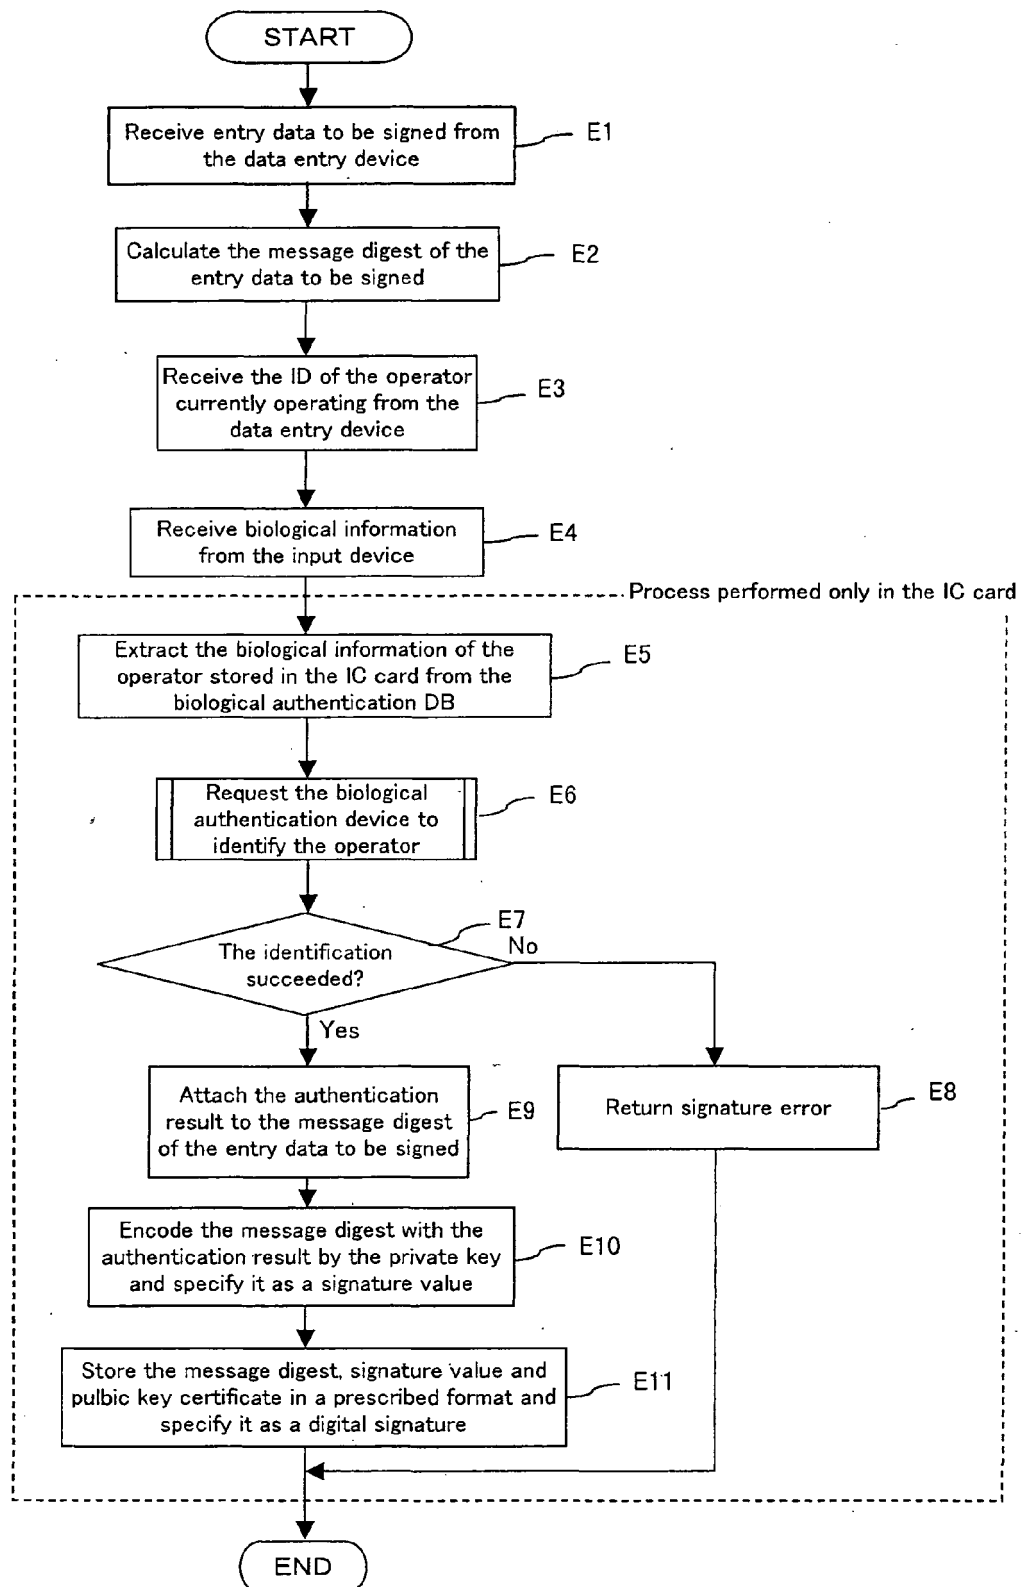 START
Receive entry data to be signed from
the data entry device
E1
Calculate the message digest of the
entry data to be signed
E2
Receive the ID of the operator
currently operating from the
data entry device
E3
Receive biological information
from the input device
E4
Process performed only in the IC card
Extract the biological information of the
operator stored in the IC card from the
biological authentication DB
E5
Request the biological
authentication device to
identify the operator
E6
The identification
succeeded?
E7
No
Yes
Attach the authentication
result to the message digest
of the entry data to be signed
E9
Return signature error
E8
Encode the message digest with the
authentication result by the private key
and specify it as a signature value
E10
Store the message digest, signature value and
pulbic key certificate in a prescribed format and
specify it as a digital signature
E11
END